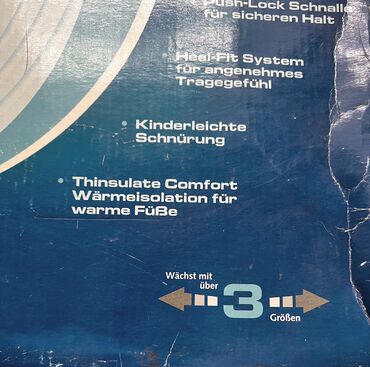 Push-Lock Schnalle
für sicheren Halt
Heel-Fit System
für angenehmes
Tragegefühl
Kinderleichte
Schnürung
Thinsulate Comfort
Wärmeisolation für
warme Füße
Wächst mit
über
3
Größen